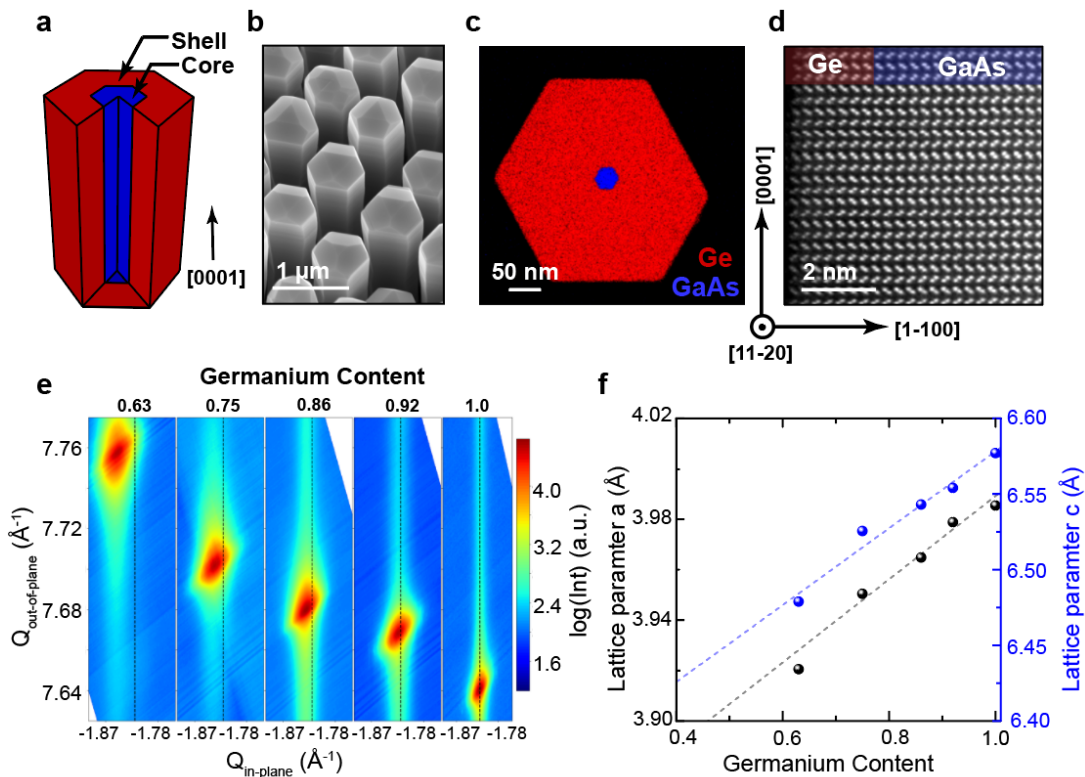 a
Shell
Core
[0001]
b
1 µm
c
50 nm
Ge
GaAs
d
Ge GaAs
2 nm
[0001]
[1-100]
[11-20]
e
Germanium Content
0.63 0.75 0.86 0.92 1.0
7.76
7.72
7.68
7.64
Qout-of-plane (Å-1)
-1.87 -1.78 -1.87 -1.78 -1.87 -1.78 -1.87 -1.78 -1.87 -1.78
Qin-plane (Å-1)
4.0
3.2
2.4
1.6
log(Int) (a.u.)
f
4.02
3.98
3.94
3.90
Lattice paramter a (Å)
0.4 0.6 0.8 1.0
Germanium Content
6.60
6.55
6.50
6.45
6.40
Lattice paramter c (Å)